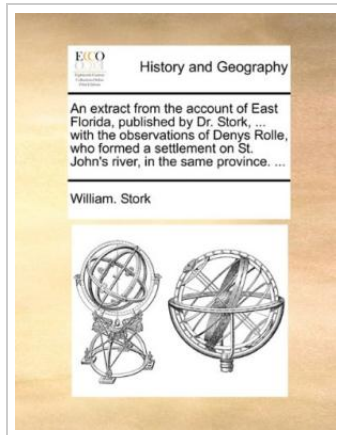 ECCO
History and Geography
An extract from the account of East
Florida, published by Dr. Stork, ...
with the observations of Denys Rolle,
who formed a settlement on St.
John's river, in the same province. ...
William. Stork